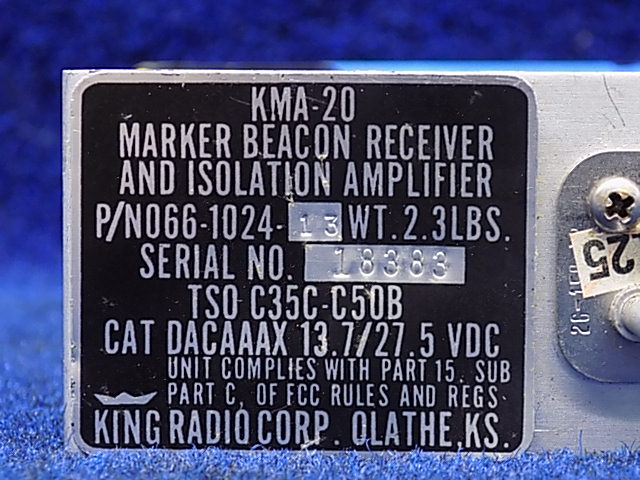 KMA-20
MARKER BEACON RECEIVER
AND ISOLATION AMPLIFIER
P/N066-1024-13 WT. 2.3LBS.
SERIAL NO. 18383
TSO C35C-C50B
CAT DACAAAX 13.7/27.5 VDC
UNIT COMPLIES WITH PART 15. SUB
PART C, OF FCC RULES AND REGS
KING RADIO CORP. OLATHE, KS.
25